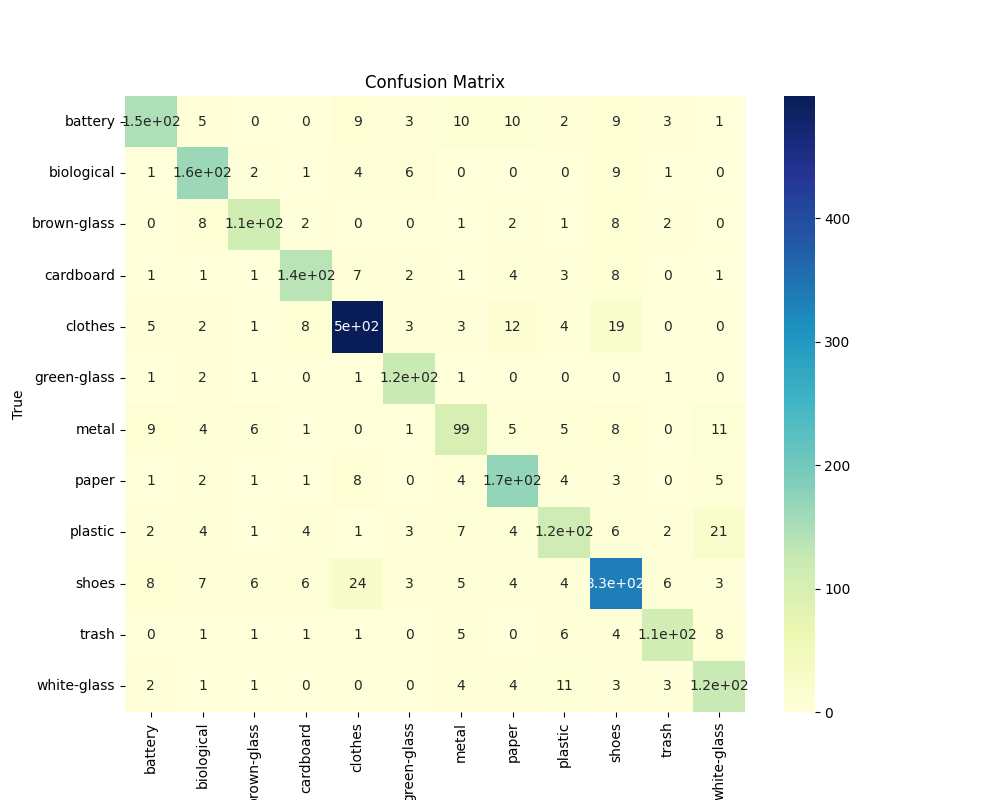 Confusion Matrix
battery 1.5e+02 5 0 0 9 3 10 10 2 9 3 1
biological 1 1.6e+02 2 1 4 6 0 0 0 9 1 0
brown-glass 0 8 1.1e+02 2 0 0 1 2 1 8 2 0
cardboard 1 1 1 1.4e+02 7 2 1 4 3 8 0 1
clothes 5 2 1 8 5e+02 3 3 12 4 19 0 0
green-glass 1 2 1 0 1 1.2e+02 1 0 0 0 1 0
metal 9 4 6 1 0 1 99 5 5 8 0 11
paper 1 2 1 1 8 0 4 1.7e+02 4 3 0 5
plastic 2 4 1 4 1 3 7 4 1.2e+02 6 2 21
shoes 8 7 6 6 24 3 5 4 4 3.3e+02 6 3
trash 0 1 1 1 1 0 5 0 6 4 1.1e+02 8
white-glass 2 1 1 0 0 0 4 4 11 3 3 1.2e+02
True
battery biological brown-glass cardboard clothes green-glass metal paper plastic shoes trash white-glass
400
300
200
100
0